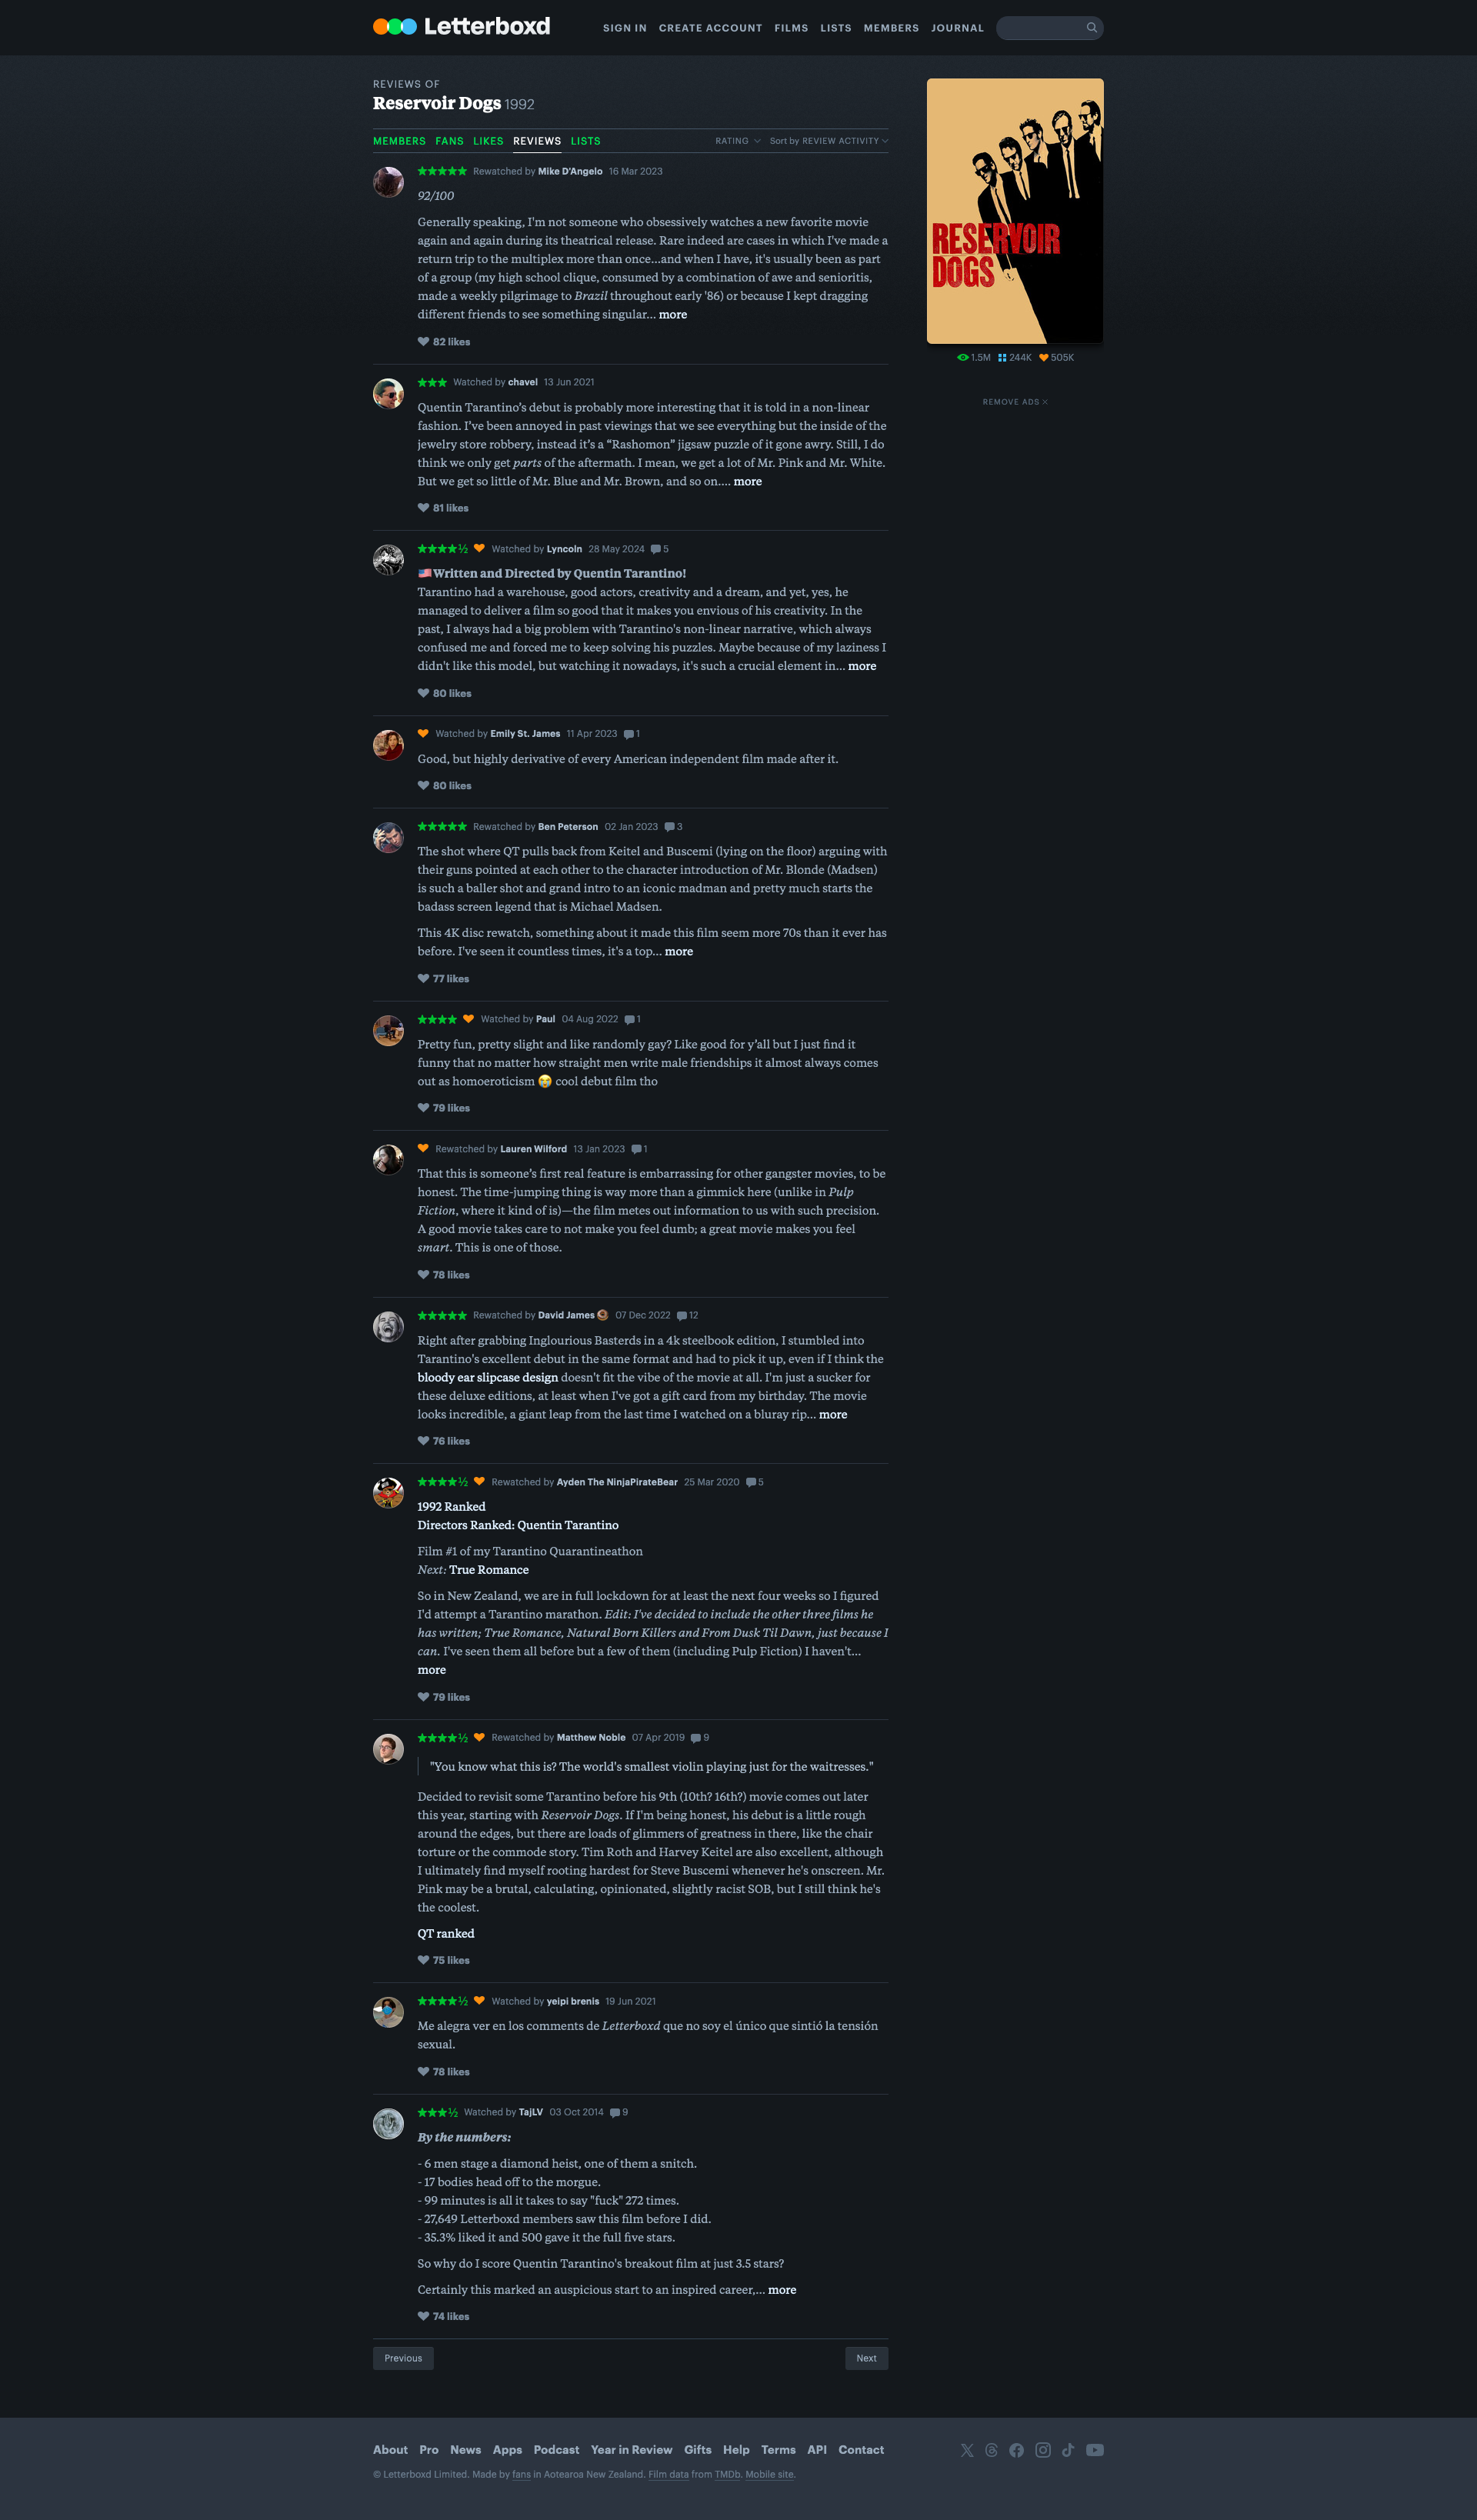 Letterboxd
SIGN IN CREATE ACCOUNT FILMS LISTS MEMBERS JOURNAL
REVIEWS OF
Reservoir Dogs 1992
MEMBERS FANS LIKES REVIEWS LISTS
RATING Sort by REVIEW ACTIVITY
★★★★★ Rewatched by Mike D'Angelo 16 Mar 2023
92/100
Generally speaking, I'm not someone who obsessively watches a new favorite movie
again and again during its theatrical release. Rare indeed are cases in which I've made a
return trip to the multiplex more than once...and when I have, it's usually been as part
of a group (my high school clique, consumed by a combination of awe and senioritis,
made a weekly pilgrimage to Brazil throughout early '86) or because I kept dragging
different friends to see something singular… more
82 likes
★★★ Watched by chavel 13 Jun 2021
Quentin Tarantino’s debut is probably more interesting that it is told in a non-linear
fashion. I’ve been annoyed in past viewings that we see everything but the inside of the
jewelry store robbery, instead it’s a “Rashomon” jigsaw puzzle of it gone awry. Still, I do
think we only get parts of the aftermath. I mean, we get a lot of Mr. Pink and Mr. White.
But we get so little of Mr. Blue and Mr. Brown, and so on.… more
81 likes
★★★★½ Watched by Lyncoln 28 May 2024 5
🇺🇸Written and Directed by Quentin Tarantino!
Tarantino had a warehouse, good actors, creativity and a dream, and yet, yes, he
managed to deliver a film so good that it makes you envious of his creativity. In the
past, I always had a big problem with Tarantino's non-linear narrative, which always
confused me and forced me to keep solving his puzzles. Maybe because of my laziness I
didn't like this model, but watching it nowadays, it's such a crucial element in… more
80 likes
Watched by Emily St. James 11 Apr 2023 1
Good, but highly derivative of every American independent film made after it.
80 likes
★★★★★ Rewatched by Ben Peterson 02 Jan 2023 3
The shot where QT pulls back from Keitel and Buscemi (lying on the floor) arguing with
their guns pointed at each other to the character introduction of Mr. Blonde (Madsen)
is such a baller shot and grand intro to an iconic madman and pretty much starts the
badass screen legend that is Michael Madsen.
This 4K disc rewatch, something about it made this film seem more 70s than it ever has
before. I've seen it countless times, it's a top… more
77 likes
★★★★ Watched by Paul 04 Aug 2022 1
Pretty fun, pretty slight and like randomly gay? Like good for y’all but I just find it
funny that no matter how straight men write male friendships it almost always comes
out as homoeroticism 😭 cool debut film tho
79 likes
Rewatched by Lauren Wilford 13 Jan 2023 1
That this is someone’s first real feature is embarrassing for other gangster movies, to be
honest. The time-jumping thing is way more than a gimmick here (unlike in Pulp
Fiction, where it kind of is)—the film metes out information to us with such precision.
A good movie takes care to not make you feel dumb; a great movie makes you feel
smart. This is one of those.
78 likes
★★★★★ Rewatched by David James 07 Dec 2022 12
Right after grabbing Inglourious Basterds in a 4k steelbook edition, I stumbled into
Tarantino's excellent debut in the same format and had to pick it up, even if I think the
bloody ear slipcase design doesn't fit the vibe of the movie at all. I'm just a sucker for
these deluxe editions, at least when I've got a gift card from my birthday. The movie
looks incredible, a giant leap from the last time I watched on a bluray rip… more
76 likes
★★★★½ Rewatched by Ayden The NinjaPirateBear 25 Mar 2020 5
1992 Ranked
Directors Ranked: Quentin Tarantino
Film #1 of my Tarantino Quarantineathon
Next: True Romance
So in New Zealand, we are in full lockdown for at least the next four weeks so I figured
I'd attempt a Tarantino marathon. Edit: I've decided to include the other three films he
has written; True Romance, Natural Born Killers and From Dusk Til Dawn, just because I
can. I've seen them all before but a few of them (including Pulp Fiction) I haven't…
more
79 likes
★★★★½ Rewatched by Matthew Noble 07 Apr 2019 9
"You know what this is? The world's smallest violin playing just for the waitresses."
Decided to revisit some Tarantino before his 9th (10th? 16th?) movie comes out later
this year, starting with Reservoir Dogs. If I'm being honest, his debut is a little rough
around the edges, but there are loads of glimmers of greatness in there, like the chair
torture or the commode story. Tim Roth and Harvey Keitel are also excellent, although
I ultimately find myself rooting hardest for Steve Buscemi whenever he's onscreen. Mr.
Pink may be a brutal, calculating, opinionated, slightly racist SOB, but I still think he's
the coolest.
QT ranked
75 likes
★★★★½ Watched by yeipi brenis 19 Jun 2021
Me alegra ver en los comments de Letterboxd que no soy el único que sintió la tensión
sexual.
78 likes
★★★½ Watched by TajLV 03 Oct 2014 9
By the numbers:
- 6 men stage a diamond heist, one of them a snitch.
- 17 bodies head off to the morgue.
- 99 minutes is all it takes to say "fuck" 272 times.
- 27,649 Letterboxd members saw this film before I did.
- 35.3% liked it and 500 gave it the full five stars.
So why do I score Quentin Tarantino's breakout film at just 3.5 stars?
Certainly this marked an auspicious start to an inspired career,… more
74 likes
Previous Next
RESERVOIR
DOGS
1.5M 244K 505K
REMOVE ADS
About Pro News Apps Podcast Year in Review Gifts Help Terms API Contact
© Letterboxd Limited. Made by fans in Aotearoa New Zealand. Film data from TMDb. Mobile site.